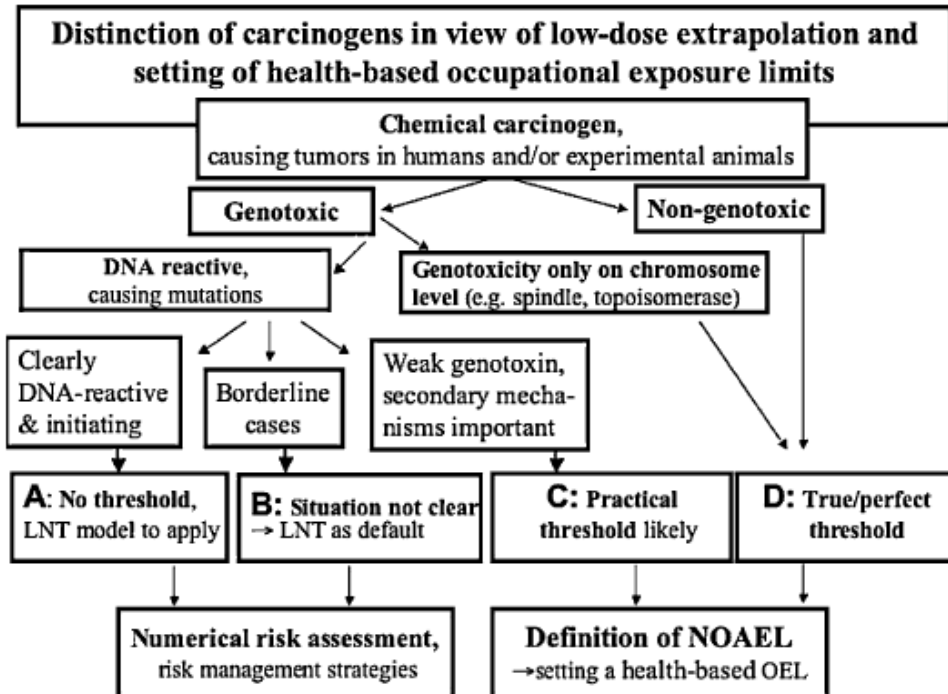 Distinction of carcinogens in view of low-dose extrapolation and
setting of health-based occupational exposure limits
Chemical carcinogen,
causing tumors in humans and/or experimental animals
Genotoxic
Non-genotoxic
DNA reactive,
causing mutations
Genotoxicity only on chromosome
level (e.g. spindle, topoisomerase)
Clearly
DNA-reactive
& initiating
Borderline
cases
Weak genotoxin,
secondary mecha-
nisms important
A: No threshold,
LNT model to apply
B: Situation not clear
→ LNT as default
C: Practical
threshold likely
D: True/perfect
threshold
Numerical risk assessment,
risk management strategies
Definition of NOAEL
→setting a health-based OEL